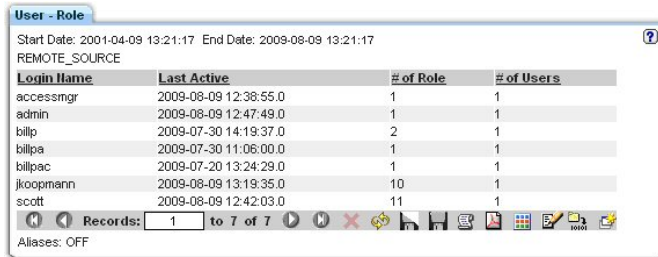 User - Role
Start Date: 2001-04-09 13:21:17 End Date: 2009-08-09 13:21:17
REMOTE_SOURCE
Login Name Last Active # of Role # of Users
accessmgr 2009-08-09 12:38:55.0 1 1
admin 2009-08-09 12:47:49.0 1 1
billp 2009-07-30 14:19:37.0 2 1
billpa 2009-07-30 11:06:00.0 1 1
billpac 2009-07-20 13:24:29.0 1 1
jkoopmann 2009-08-09 13:19:35.0 10 1
scott 2009-08-09 12:42:03.0 11 1
Records: 1 to 7 of 7
Aliases: OFF